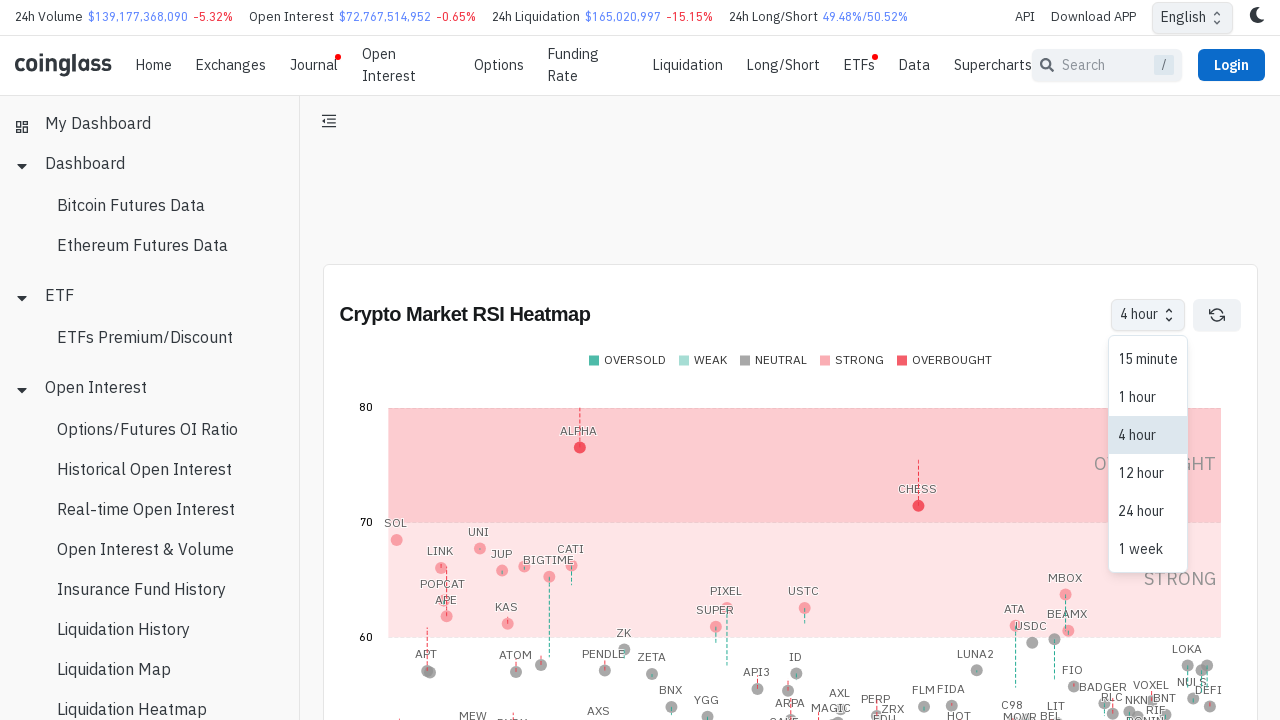 24h Volume $139,177,368,090 -5.32% Open Interest $72,767,514,952 -0.65% 24h Liquidation $165,020,997 -15.15% 24h Long/Short 49.48%/50.52% API Download APP English
coinglass Home Exchanges Journal Open Interest Options Funding Rate Liquidation Long/Short ETFs Data Supercharts Search / Login
My Dashboard
Dashboard
Bitcoin Futures Data
Ethereum Futures Data
ETF
ETFs Premium/Discount
Open Interest
Options/Futures OI Ratio
Historical Open Interest
Real-time Open Interest
Open Interest & Volume
Insurance Fund History
Liquidation History
Liquidation Map
Liquidation Heatmap
Crypto Market RSI Heatmap
4 hour
15 minute
1 hour
4 hour
12 hour
24 hour
1 week
OVERSOLD WEAK NEUTRAL STRONG OVERBOUGHT
80
ALPHA
CHESS
70
SOL
UNI
LINK
JUP
BIGTIME
CATI
STRONG
POPCAT
APE
PIXEL
USTC
MBOX
KAS
SUPER
ATA
BEAMX
USDC
60
ZK
APT
ATOM
PENDLE
ZETA
ID
LUNA2
LOKA
API3
FIO
NULS
BNX
YGG
AXL
PERP
FLM
FIDA
BADGER
VOXEL
DEFI
AXS
ARPA
MAGIC
ZRX
C98
LIT
RLC
BNT
MEW
HOT
BEL
RIF